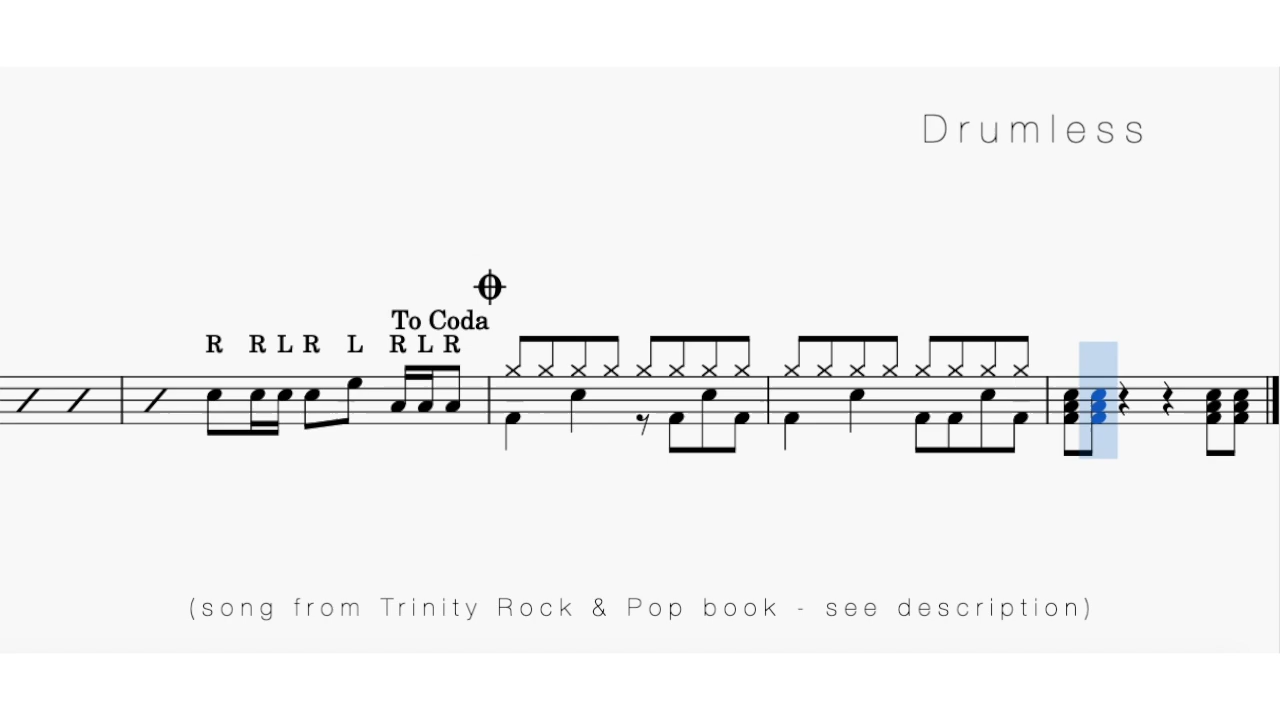 Drumless
To Coda
R R L R L R L R
(song from Trinity Rock & Pop book - see description)